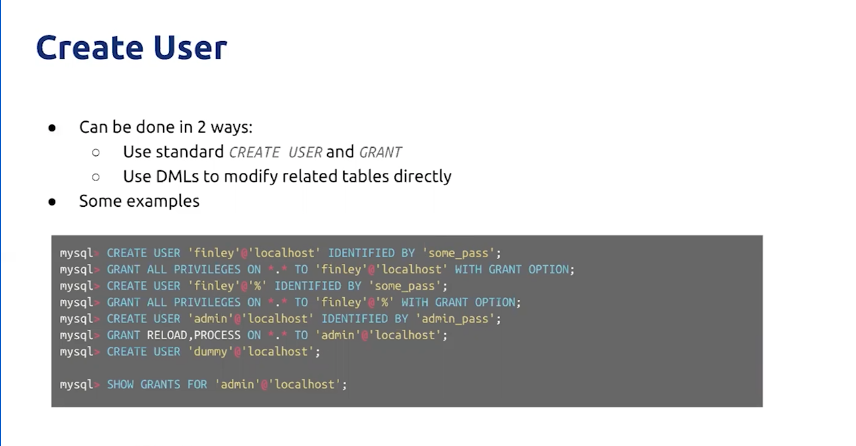 Create User
● Can be done in 2 ways:
○ Use standard CREATE USER and GRANT
○ Use DMLs to modify related tables directly
● Some examples
mysql> CREATE USER 'finley'@'localhost' IDENTIFIED BY 'some_pass';
mysql> GRANT ALL PRIVILEGES ON *.* TO 'finley'@'localhost' WITH GRANT OPTION;
mysql> CREATE USER 'finley'@'%' IDENTIFIED BY 'some_pass';
mysql> GRANT ALL PRIVILEGES ON *.* TO 'finley'@'%' WITH GRANT OPTION;
mysql> CREATE USER 'admin'@'localhost' IDENTIFIED BY 'admin_pass';
mysql> GRANT RELOAD,PROCESS ON *.* TO 'admin'@'localhost';
mysql> CREATE USER 'dummy'@'localhost';
mysql> SHOW GRANTS FOR 'admin'@'localhost';